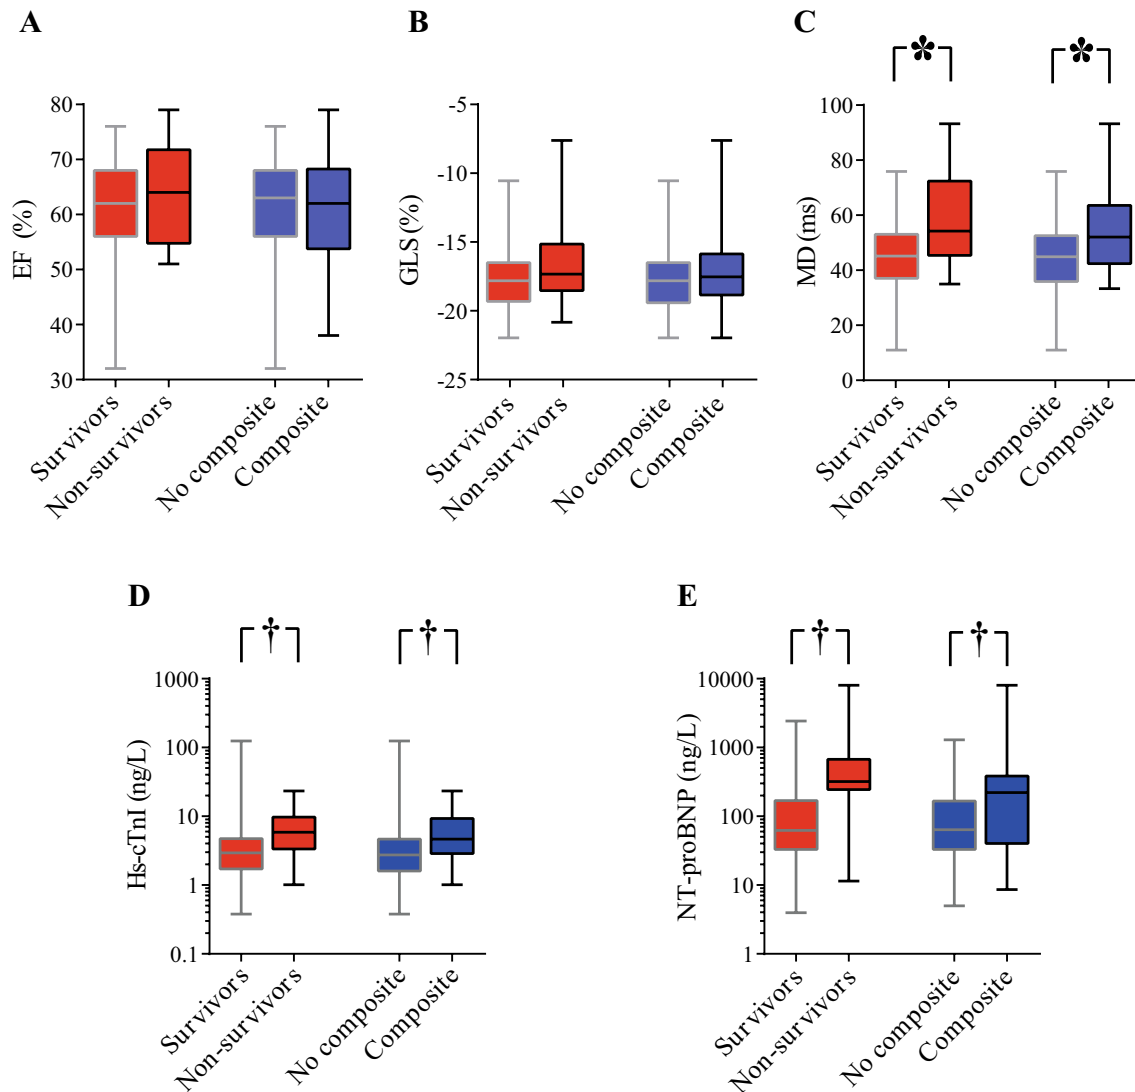 A
B
C
*
*
EF (%)
80
70
60
50
40
30
Survivors
Non-survivors
No composite
Composite
GLS (%)
-5
-10
-15
-20
-25
Survivors
Non-survivors
No composite
Composite
MD (ms)
100
80
60
40
20
0
Survivors
Non-survivors
No composite
Composite
D
E
†
†
†
†
Hs-cTnI (ng/L)
1000
100
10
1
0.1
Survivors
Non-survivors
No composite
Composite
NT-proBNP (ng/L)
10000
1000
100
10
1
Survivors
Non-survivors
No composite
Composite